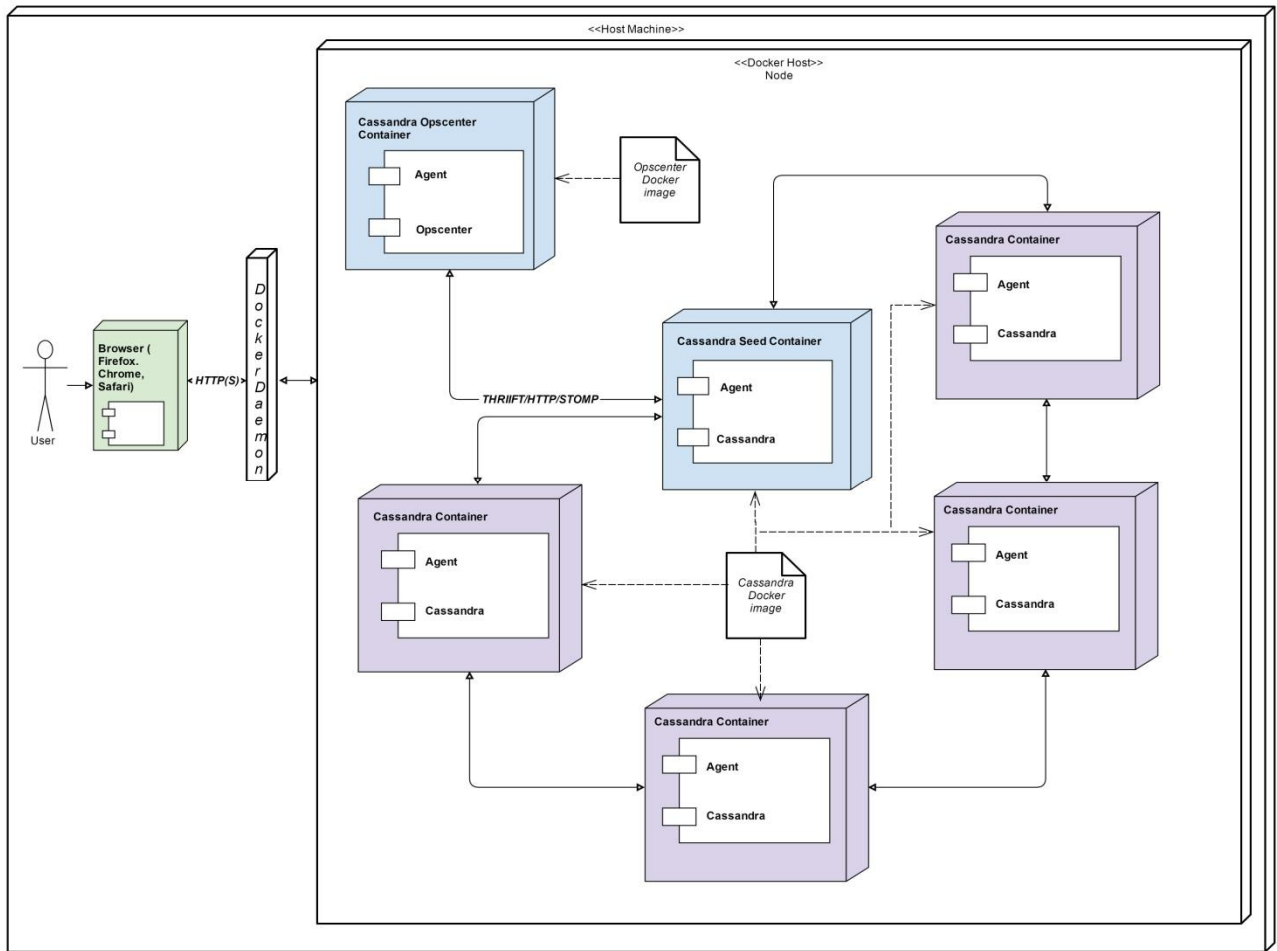 <<Host Machine>>
<<Docker Host>>
Node
Cassandra Opscenter
Container
Agent
Opscenter
Opscenter
Docker
image
Cassandra Container
Agent
Cassandra
Docker Daemon
Browser (
Firefox.
Chrome,
Safari)
HTTP(S)
User
Cassandra Seed Container
Agent
Cassandra
THRIIFT/HTTP/STOMP
Cassandra Container
Agent
Cassandra
Cassandra Container
Agent
Cassandra
Cassandra
Docker
image
Cassandra Container
Agent
Cassandra